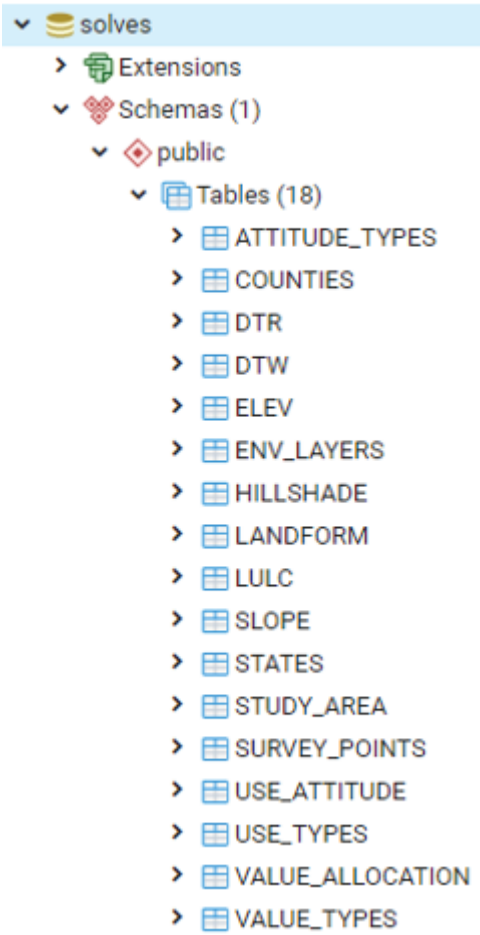 solves
Extensions
Schemas (1)
public
Tables (18)
ATTITUDE_TYPES
COUNTIES
DTR
DTW
ELEV
ENV_LAYERS
HILLSHADE
LANDFORM
LULC
SLOPE
STATES
STUDY_AREA
SURVEY_POINTS
USE_ATTITUDE
USE_TYPES
VALUE_ALLOCATION
VALUE_TYPES